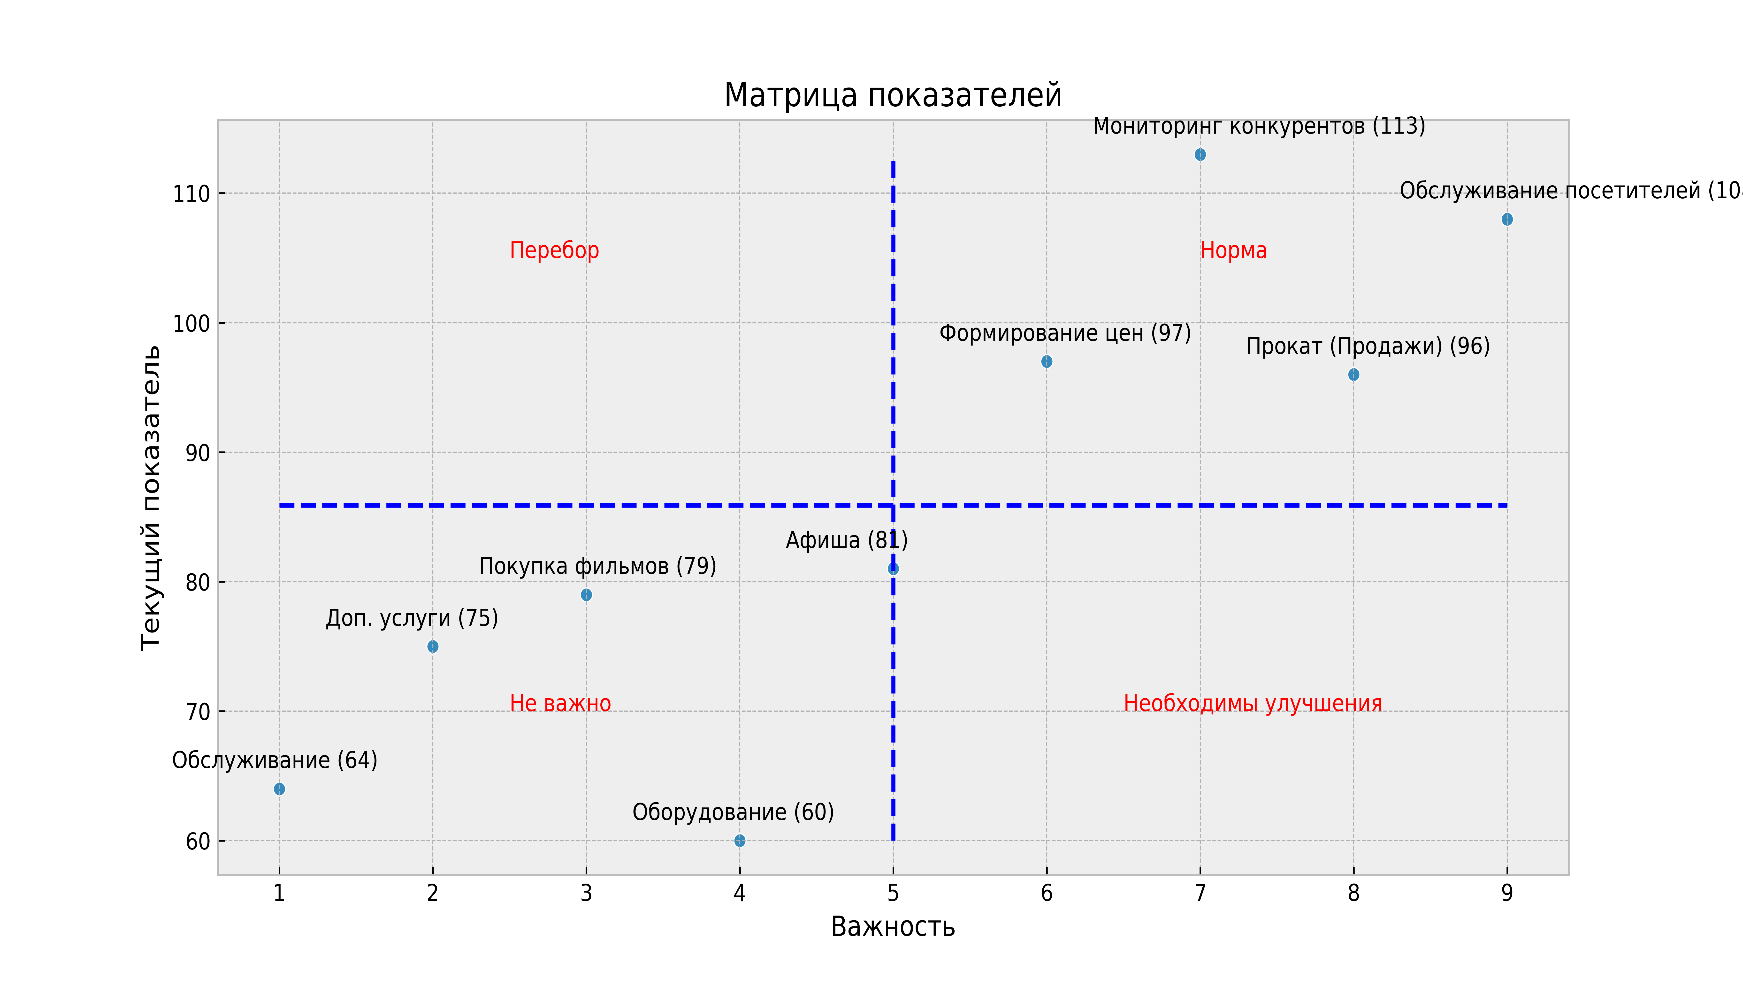 Матрица показателей
Мониторинг конкурентов (113)
Обслуживание посетителей (10
110
Перебор
Норма
100
Формирование цен (97)
Прокат (Продажи) (96)
90
Афиша (81)
80
Покупка фильмов (79)
Доп. услуги (75)
70
Не важно
Необходимы улучшения
Обслуживание (64)
Оборудование (60)
60
Текущий показатель
1 2 3 4 5 6 7 8 9
Важность